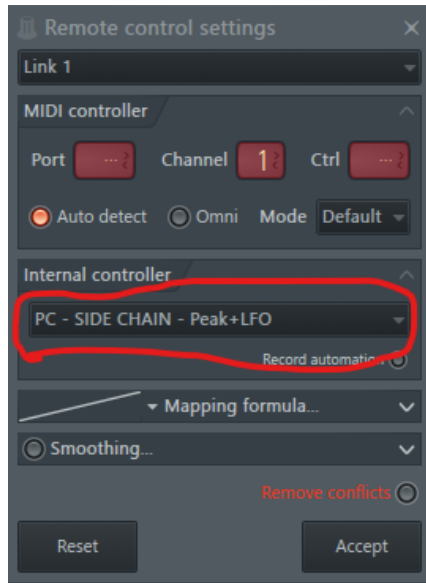 Remote control settings
Link 1
MIDI controller
Port --- Channel 1 Ctrl ---
Auto detect Omni Mode Default
Internal controller
PC - SIDE CHAIN - Peak+LFO
Record automation
Mapping formula...
Smoothing...
Remove conflicts
Reset Accept